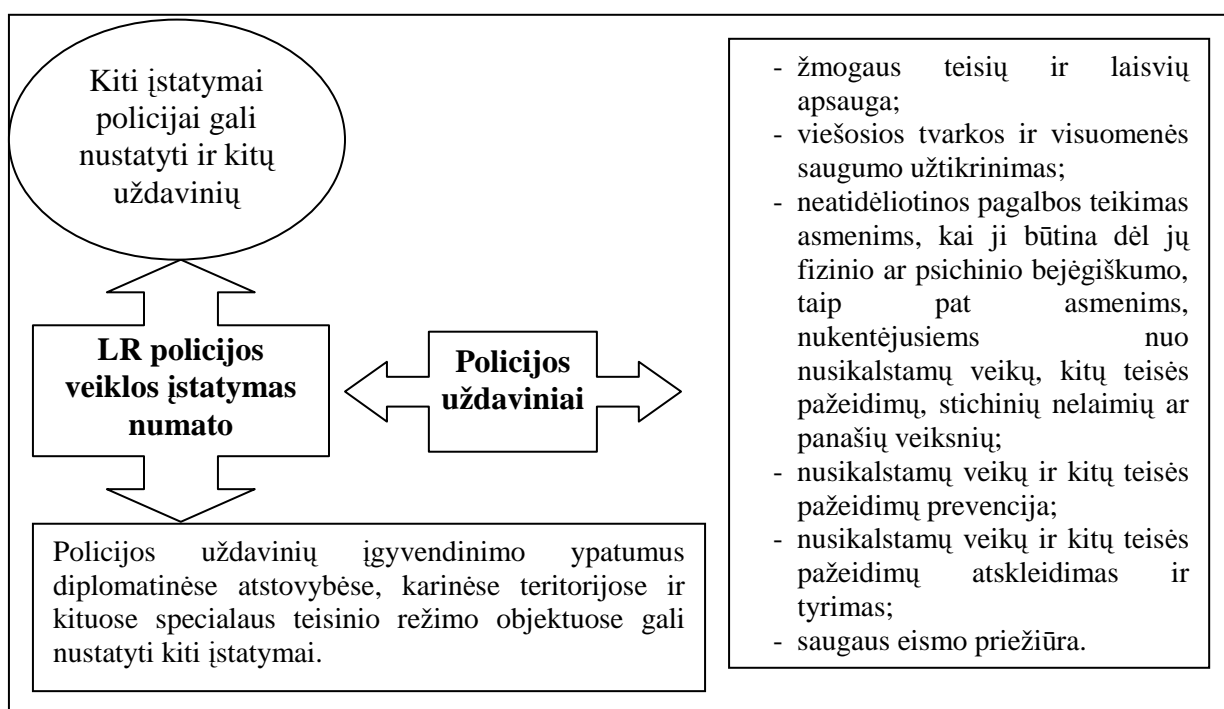 Kiti įstatymai
policijai gali
nustatyti ir kitų
uždavinių
LR policijos
veiklos įstatymas
numato
Policijos
uždaviniai
Policijos uždavinių įgyvendinimo ypatumus
diplomatinėse atstovybėse, karinėse teritorijose ir
kituose specialaus teisinio režimo objektuose gali
nustatyti kiti įstatymai.
- žmogaus teisių ir laisvių
apsauga;
- viešosios tvarkos ir visuomenės
saugumo užtikrinimas;
- neatidėliotinos pagalbos teikimas
asmenims, kai ji būtina dėl jų
fizinio ar psichinio bejėgiškumo,
taip pat asmenims,
nukentėjusiems nuo
nusikalstamų veikų, kitų teisės
pažeidimų, stichinių nelaimių ar
panašių veiksnių;
- nusikalstamų veikų ir kitų teisės
pažeidimų prevencija;
- nusikalstamų veikų ir kitų teisės
pažeidimų atskleidimas ir
tyrimas;
- saugaus eismo priežiūra.